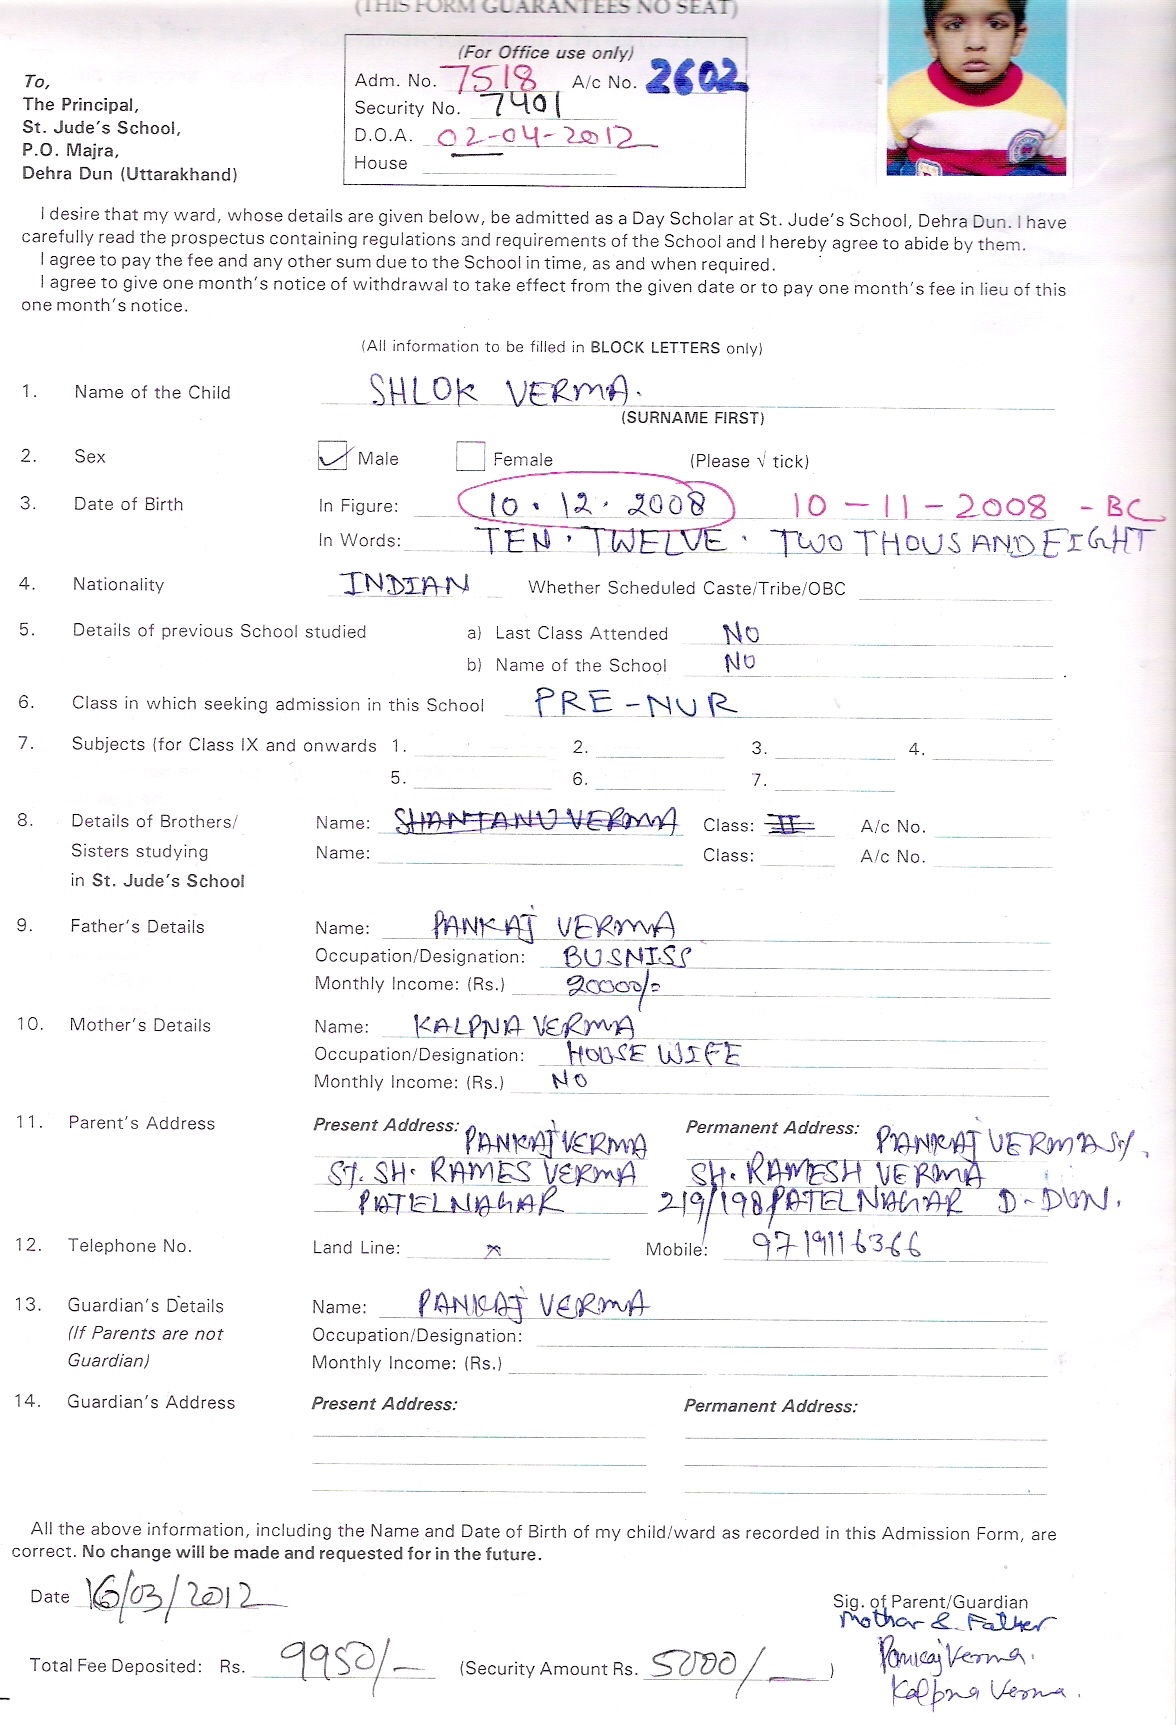 (THIS FORM GUARANTEES NO SEAT)
(For Office use only)
Adm. No. 7518 A/c No. 2602
Security No. 7401
D.O.A. 02-04-2012
House
To,
The Principal,
St. Jude's School,
P.O. Majra,
Dehra Dun (Uttarakhand)
I desire that my ward, whose details are given below, be admitted as a Day Scholar at St. Jude's School, Dehra Dun. I have
carefully read the prospectus containing regulations and requirements of the School and I hereby agree to abide by them.
I agree to pay the fee and any other sum due to the School in time, as and when required.
I agree to give one month's notice of withdrawal to take effect from the given date or to pay one month's fee in lieu of this
one month's notice.
(All information to be filled in BLOCK LETTERS only)
1. Name of the Child SHLOK VERMA.
(SURNAME FIRST)
2. Sex Male Female (Please √ tick)
3. Date of Birth In Figure: 10.12.2008 10-11-2008 - BC
In Words: TEN. TWELVE. TWO THOUSAND EIGHT
4. Nationality INDIAN Whether Scheduled Caste/Tribe/OBC
5. Details of previous School studied a) Last Class Attended NO
b) Name of the School NO
6. Class in which seeking admission in this School PRE-NUR
7. Subjects (for Class IX and onwards 1. 2. 3. 4.
5. 6. 7.
8. Details of Brothers/ Name: SHANTANU VERMA Class: II A/c No.
Sisters studying Name: Class: A/c No.
in St. Jude's School
9. Father's Details Name: PANKAJ VERMA
Occupation/Designation: BUSNISS
Monthly Income: (Rs.) 20000/=
10. Mother's Details Name: KALPNA VERMA
Occupation/Designation: HOUSE WIFE
Monthly Income: (Rs.) NO
11. Parent's Address Present Address: PANKAJ VERMA Permanent Address: PANKAJ VERMA S/.
S/. SH. RAMES VERMA SH. RAMESH VERMA
PATELNAGAR 219/198 PATELNAGAR D-DUN.
12. Telephone No. Land Line: x Mobile: 9719116366
13. Guardian's Details Name: PANKAJ VERMA
(If Parents are not Occupation/Designation:
Guardian) Monthly Income: (Rs.)
14. Guardian's Address Present Address: Permanent Address:
All the above information, including the Name and Date of Birth of my child/ward as recorded in this Admission Form, are
correct. No change will be made and requested for in the future.
Date 16/03/2012
Sig. of Parent/Guardian
Mothar & Father
Total Fee Deposited: Rs. 9950/- (Security Amount Rs. 5000/- )
Pankaj Verma.
Kalpna Verma.